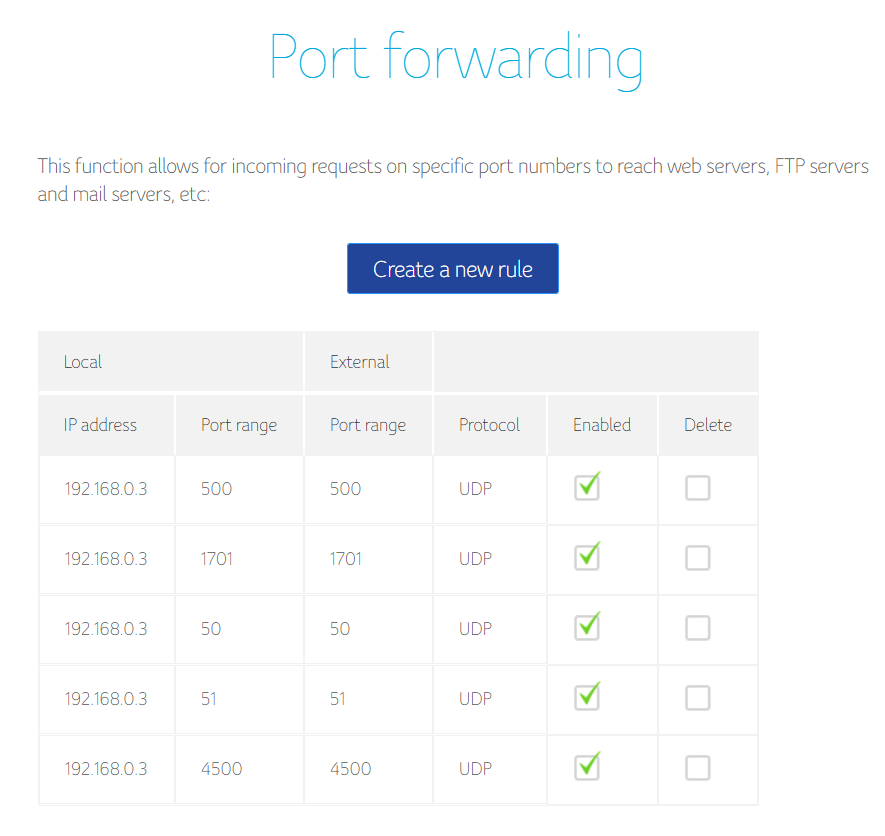 Port forwarding
This function allows for incoming requests on specific port numbers to reach web servers, FTP servers
and mail servers, etc:
Create a new rule
Local External
IP address Port range Port range Protocol Enabled Delete
192.168.0.3 500 500 UDP
192.168.0.3 1701 1701 UDP
192.168.0.3 50 50 UDP
192.168.0.3 51 51 UDP
192.168.0.3 4500 4500 UDP